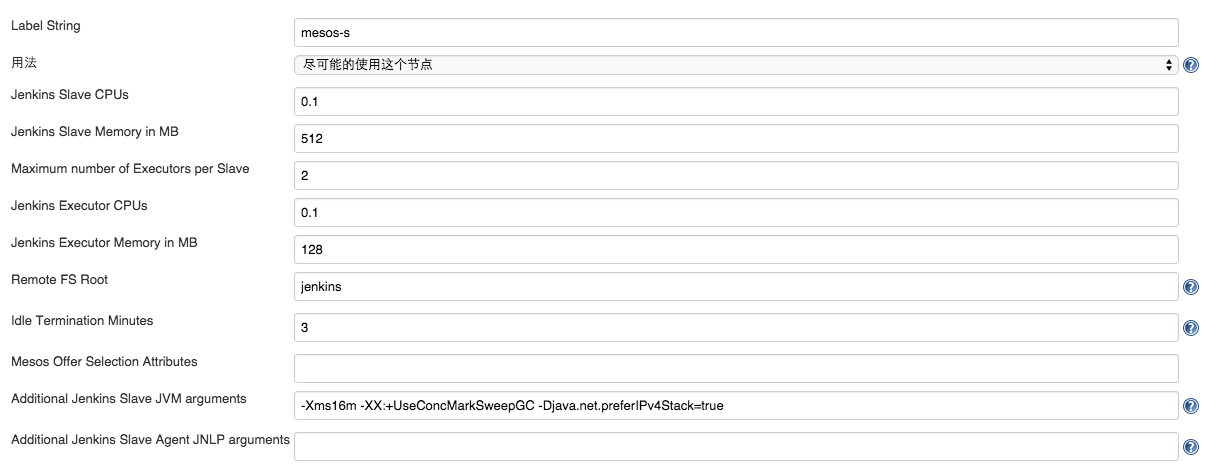 Label String mesos-s
用法 尽可能的使用这个节点
Jenkins Slave CPUs 0.1
Jenkins Slave Memory in MB 512
Maximum number of Executors per Slave 2
Jenkins Executor CPUs 0.1
Jenkins Executor Memory in MB 128
Remote FS Root jenkins
Idle Termination Minutes 3
Mesos Offer Selection Attributes
Additional Jenkins Slave JVM arguments -Xms16m -XX:+UseConcMarkSweepGC -Djava.net.preferIPv4Stack=true
Additional Jenkins Slave Agent JNLP arguments